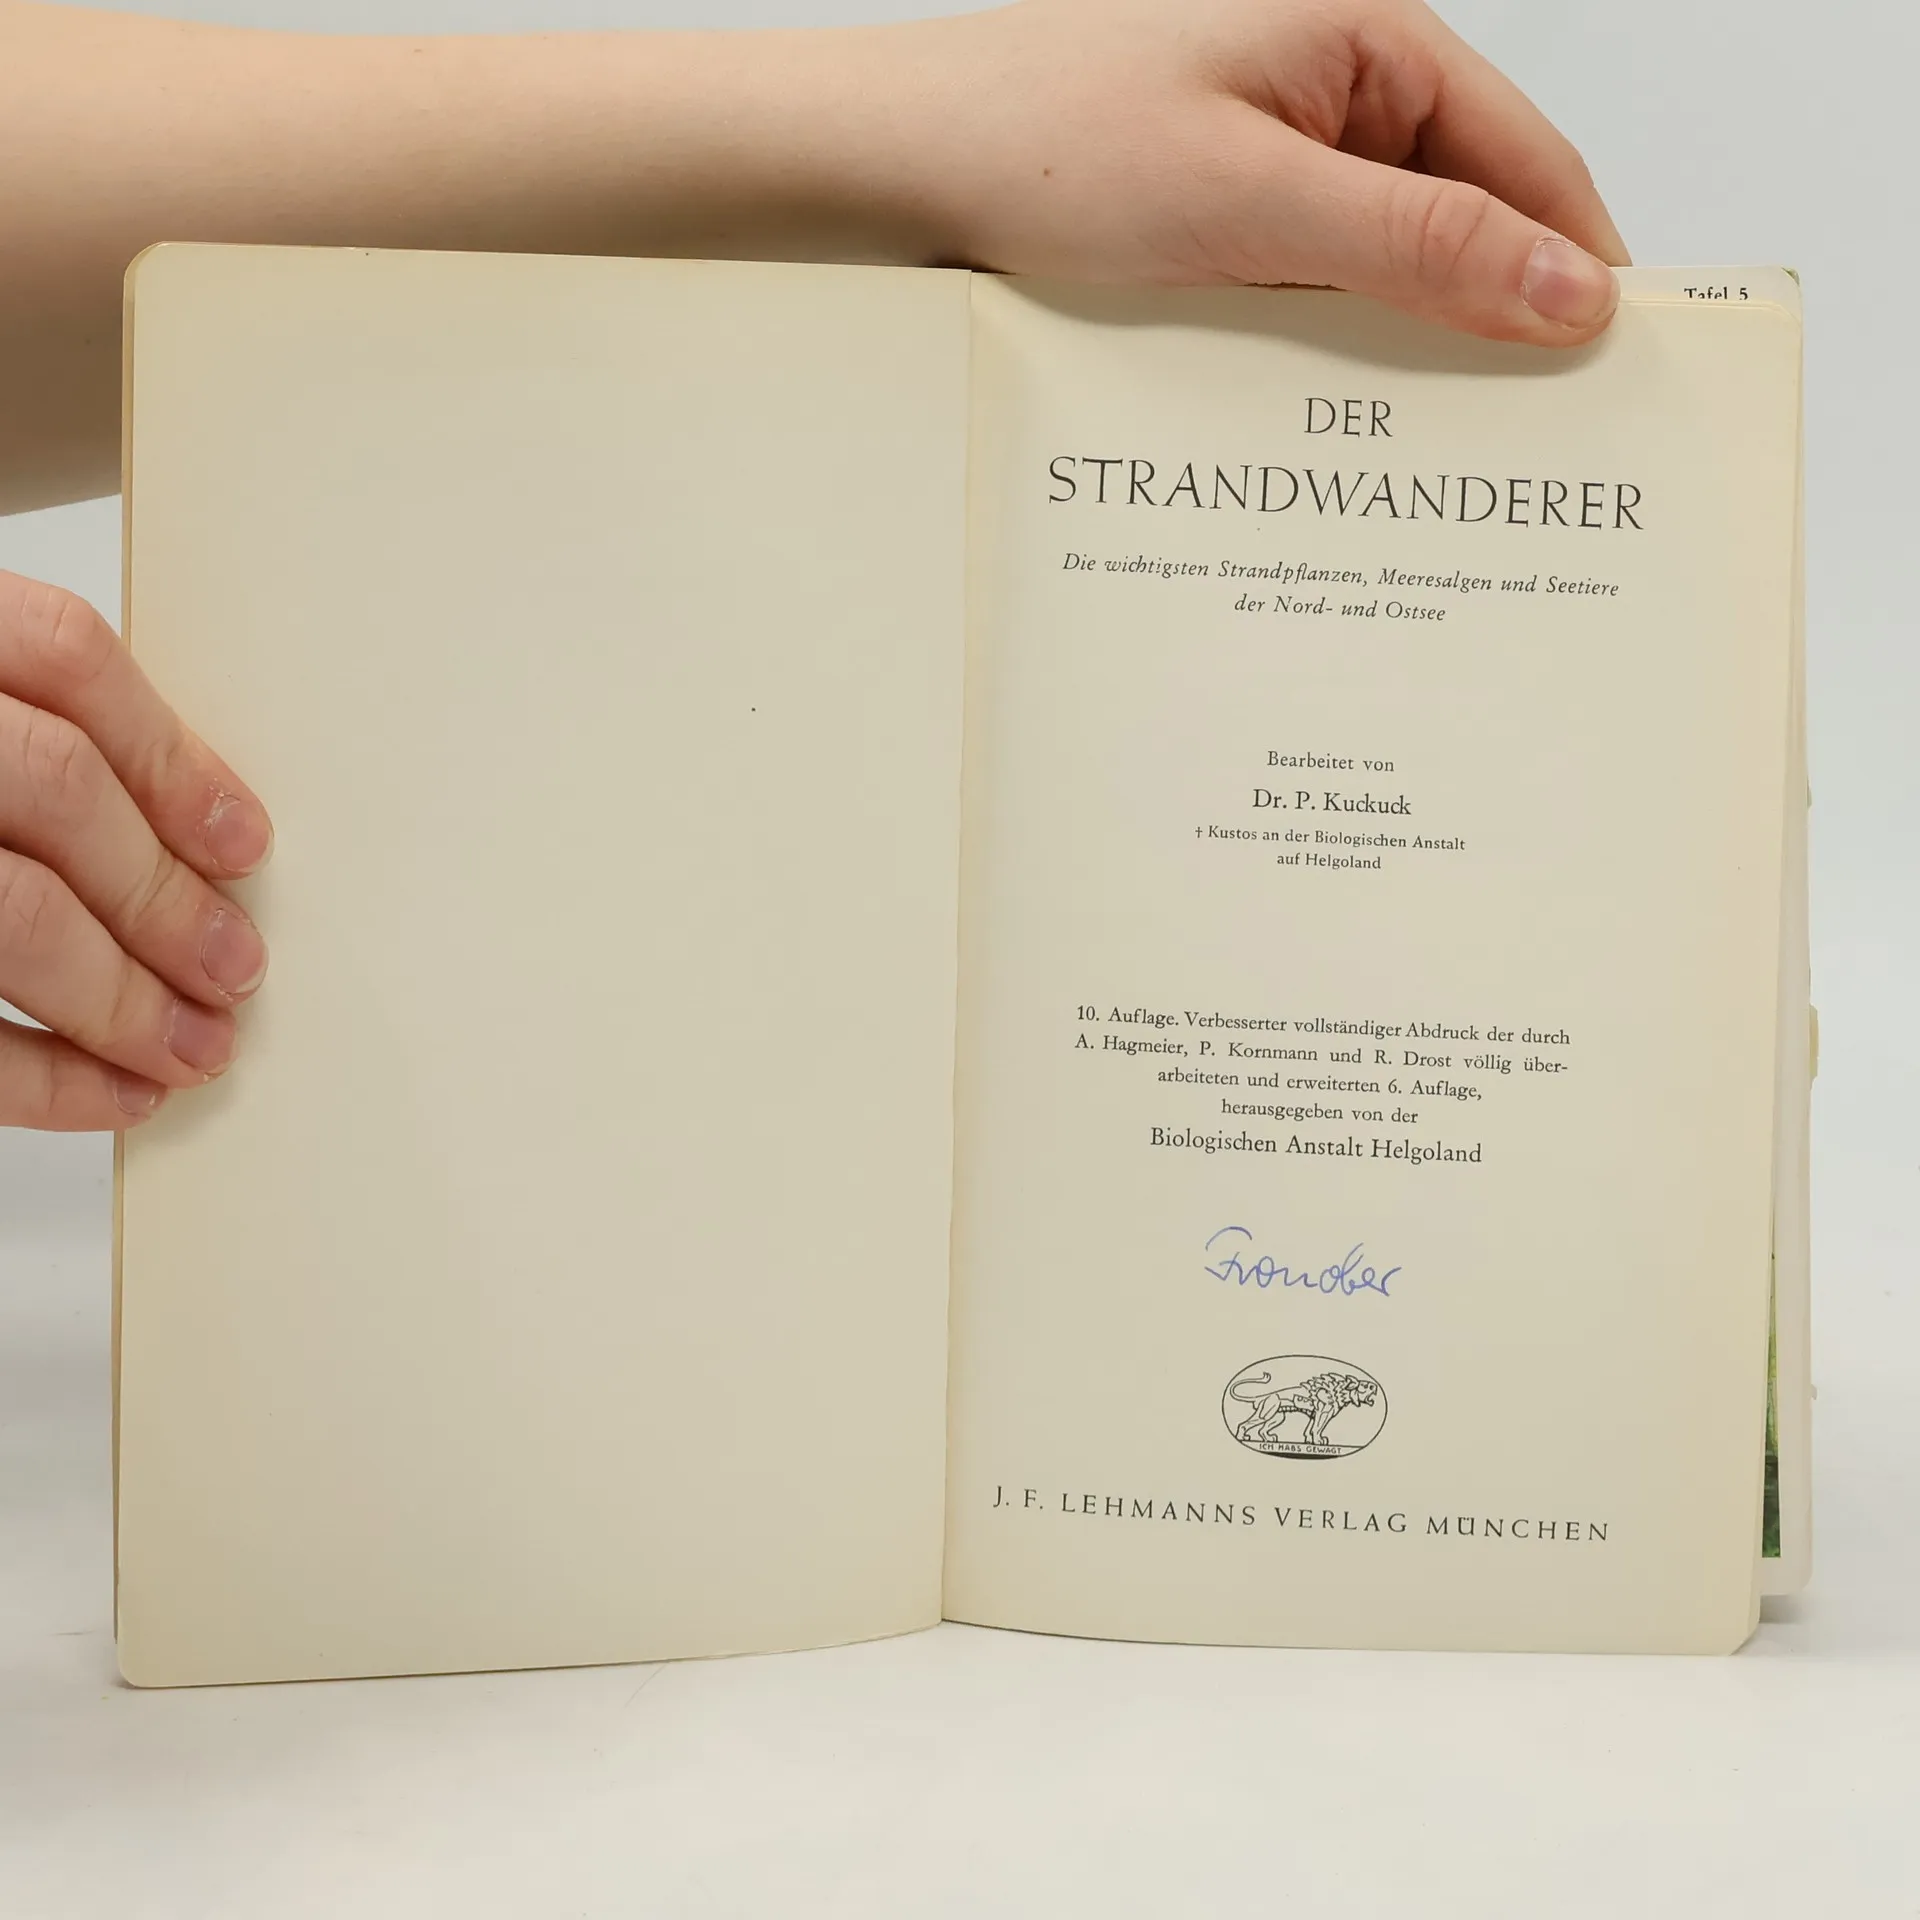 Tafel 5
DER
STRANDWANDERER
Die wichtigsten Strandpflanzen, Meeresalgen und Seetiere
der Nord- und Ostsee
Bearbeitet von
Dr. P. Kuckuck
† Kustos an der Biologischen Anstalt
auf Helgoland
10. Auflage. Verbesserter vollständiger Abdruck der durch
A. Hagmeier, P. Kornmann und R. Drost völlig über-
arbeiteten und erweiterten 6. Auflage,
herausgegeben von der
Biologischen Anstalt Helgoland
ICH HABS GEWAGT
J. F. LEHMANNS VERLAG MÜNCHEN